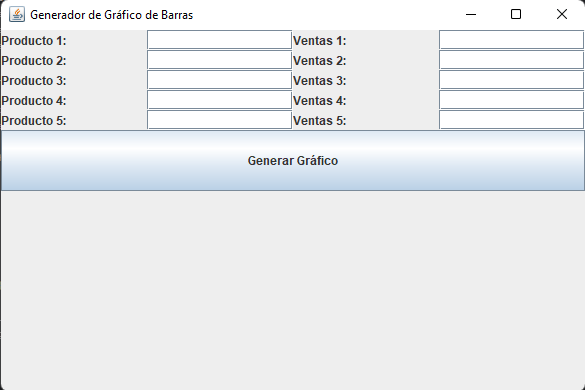 Generador de Gráfico de Barras
Producto 1: Ventas 1:
Producto 2: Ventas 2:
Producto 3: Ventas 3:
Producto 4: Ventas 4:
Producto 5: Ventas 5:
Generar Gráfico